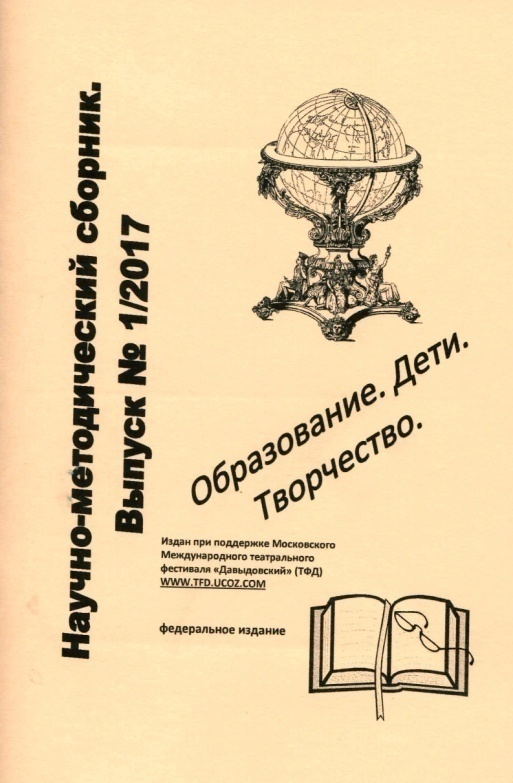 Научно-методический сборник.
Выпуск № 1/2017
Образование. Дети.
Творчество.
Издан при поддержке Московского
Международного театрального
фестиваля «Давыдовский» (ТФД)
WWW.TFD.UCOZ.COM
федеральное издание